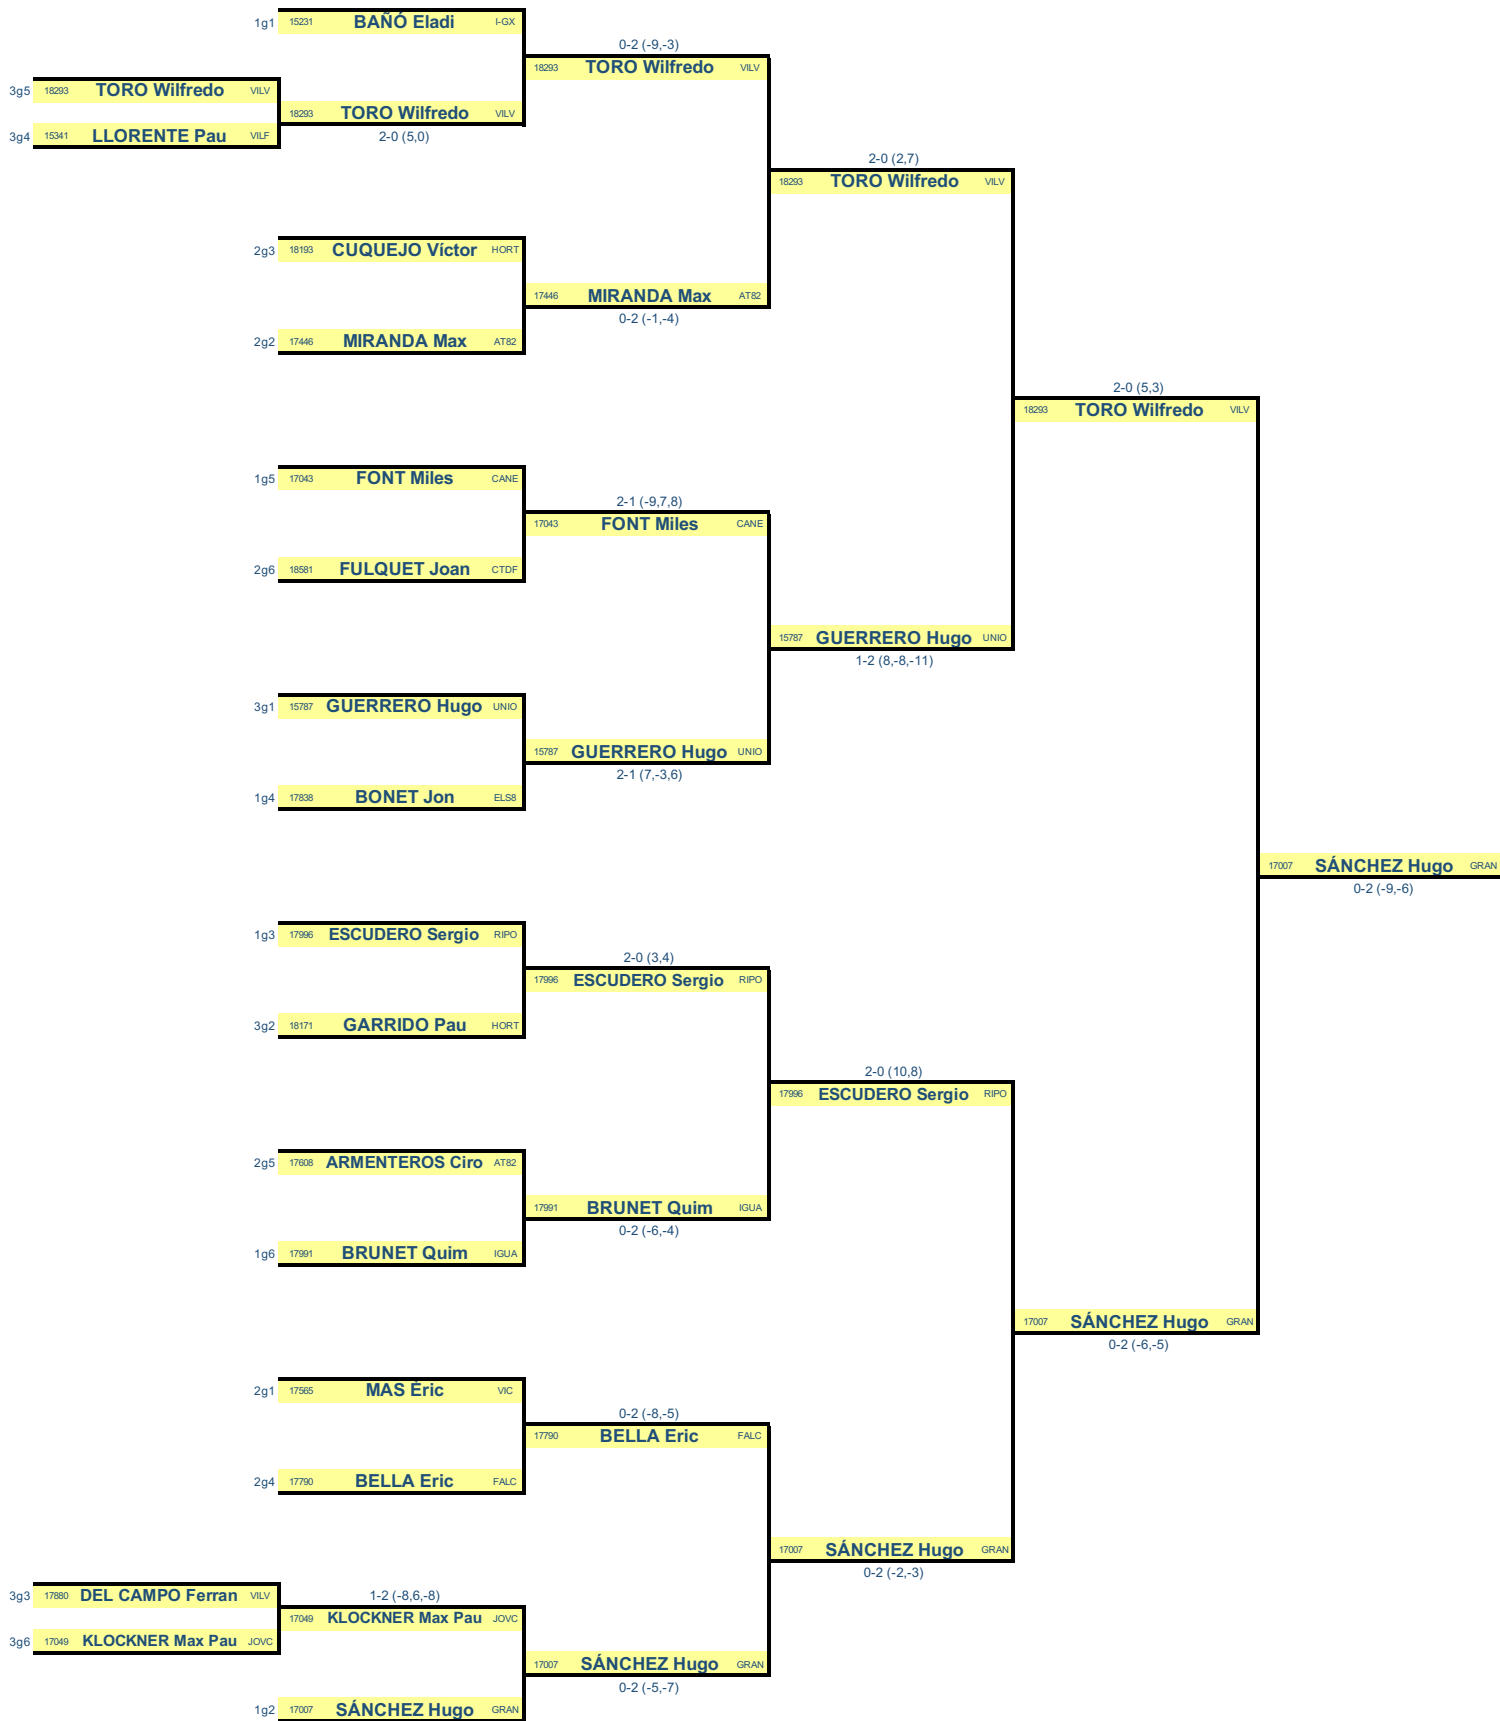 1g1 15231 BAÑÓ Eladi I-GX
0-2 (-9,-3)
18293 TORO Wilfredo VILV
3g5 18293 TORO Wilfredo VILV
18293 TORO Wilfredo VILV
3g4 15341 LLORENTE Pau VILF
2-0 (5,0)
2-0 (2,7)
18293 TORO Wilfredo VILV
2g3 18193 CUQUEJO Víctor HORT
17446 MIRANDA Max AT82
0-2 (-1,-4)
2g2 17446 MIRANDA Max AT82
2-0 (5,3)
18293 TORO Wilfredo VILV
1g5 17043 FONT Miles CANE
2-1 (-9,7,8)
17043 FONT Miles CANE
2g6 18581 FULQUET Joan CTDF
15787 GUERRERO Hugo UNIO
1-2 (8,-8,-11)
3g1 15787 GUERRERO Hugo UNIO
15787 GUERRERO Hugo UNIO
2-1 (7,-3,6)
1g4 17838 BONET Jon ELS8
17007 SÁNCHEZ Hugo GRAN
0-2 (-9,-6)
1g3 17996 ESCUDERO Sergio RIPO
2-0 (3,4)
17996 ESCUDERO Sergio RIPO
3g2 18171 GARRIDO Pau HORT
2-0 (10,8)
17996 ESCUDERO Sergio RIPO
2g5 17608 ARMENTEROS Ciro AT82
17991 BRUNET Quim IGUA
0-2 (-6,-4)
1g6 17991 BRUNET Quim IGUA
17007 SÁNCHEZ Hugo GRAN
0-2 (-6,-5)
2g1 17565 MAS Èric VIC
0-2 (-8,-5)
17790 BELLA Eric FALC
2g4 17790 BELLA Eric FALC
17007 SÁNCHEZ Hugo GRAN
0-2 (-2,-3)
3g3 17880 DEL CAMPO Ferran VILV
1-2 (-8,6,-8)
17049 KLOCKNER Max Pau JOVC
3g6 17049 KLOCKNER Max Pau JOVC
17007 SÁNCHEZ Hugo GRAN
0-2 (-5,-7)
1g2 17007 SÁNCHEZ Hugo GRAN